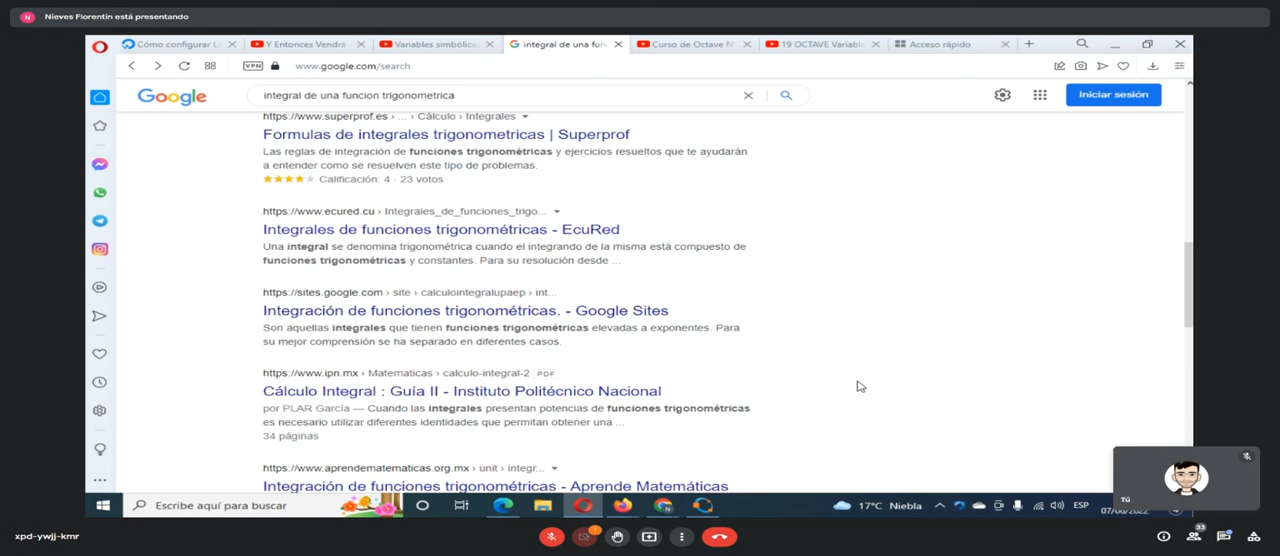 N Nieves Florentin está presentando
Cómo configurar L
Y Entonces Vendrá
Variables simbólic
integral de una fun
Curso de Octave N
19 OCTAVE Variable
Acceso rápido
VPN www.google.com/search
Google
integral de una funcion trigonometrica
Iniciar sesión
https://www.superprof.es › ... › Cálculo › Integrales
Formulas de integrales trigonometricas | Superprof
Las reglas de integración de funciones trigonométricas y ejercicios resueltos que te ayudarán
a entender como se resuelven este tipo de problemas.
Calificación: 4 · 23 votos
https://www.ecured.cu › Integrales_de_funciones_trigo...
Integrales de funciones trigonométricas - EcuRed
Una integral se denomina trigonométrica cuando el integrando de la misma está compuesto de
funciones trigonométricas y constantes. Para su resolución desde ...
https://sites.google.com › site › calculointegralupaep › int...
Integración de funciones trigonométricas. - Google Sites
Son aquellas integrales que tienen funciones trigonométricas elevadas a exponentes. Para
su mejor comprensión se ha separado en diferentes casos.
https://www.ipn.mx › Matematicas › calculo-integral-2 PDF
Cálculo Integral : Guía II - Instituto Politécnico Nacional
por PLAR García — Cuando las integrales presentan potencias de funciones trigonométricas
es necesario utilizar diferentes identidades que permitan obtener una ...
34 páginas
https://www.aprendematematicas.org.mx › unit › integr...
Integración de funciones trigonométricas - Aprende Matemáticas
Tú
Escribe aquí para buscar
17°C Niebla
ESP
07/06/2022
xpd-ywjj-kmr
1
33